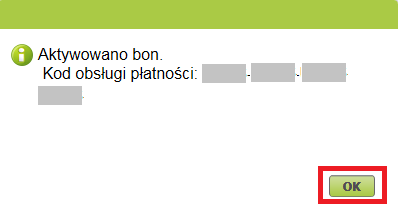 Aktywowano bon.
Kod obsługi płatności:
OK